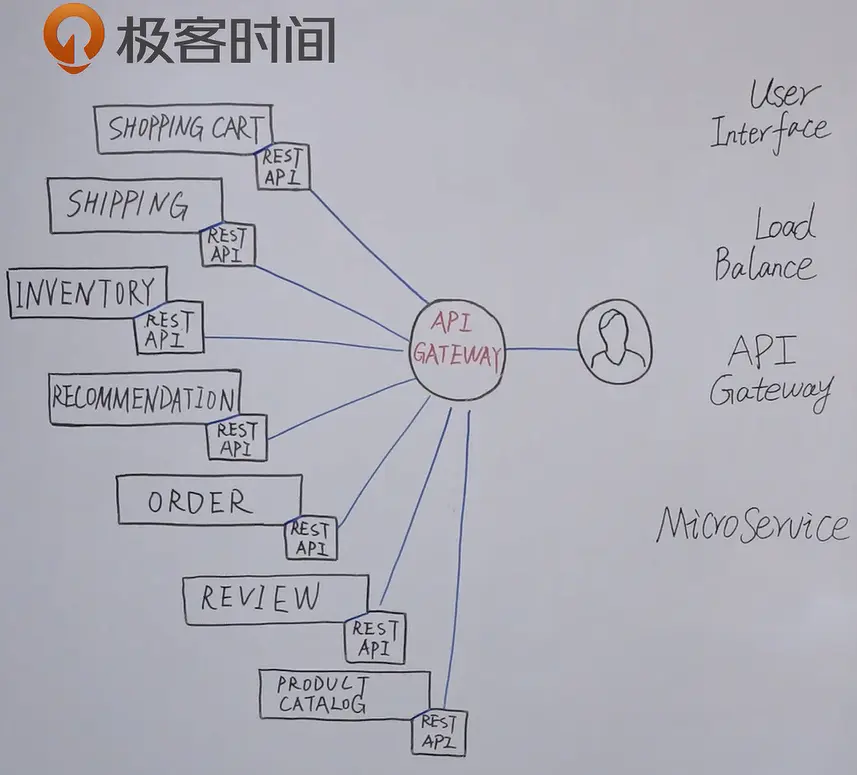 极客时间
SHOPPING CART
REST
API
SHIPPING
REST
API
INVENTORY
REST
API
RECOMMENDATION
REST
API
ORDER
REST
API
REVIEW
REST
API
PRODUCT
CATALOG
REST
API
API
GATEWAY
User
Interface
Load
Balance
API
Gateway
MicroService